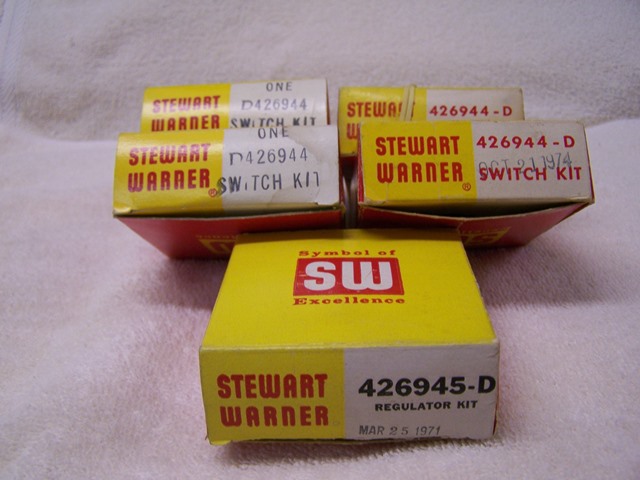 ONE
STEWART
WARNER
D426944
SWITCH KIT
STEWART
426944-D
ONE
STEWART
WARNER®
D426944
SWITCH KIT
STEWART
WARNER®
426944-D
OCT 21 1974
SWITCH KIT
Symbol of
SW
Excellence
STEWART
WARNER
426945-D
REGULATOR KIT
MAR 25 1971